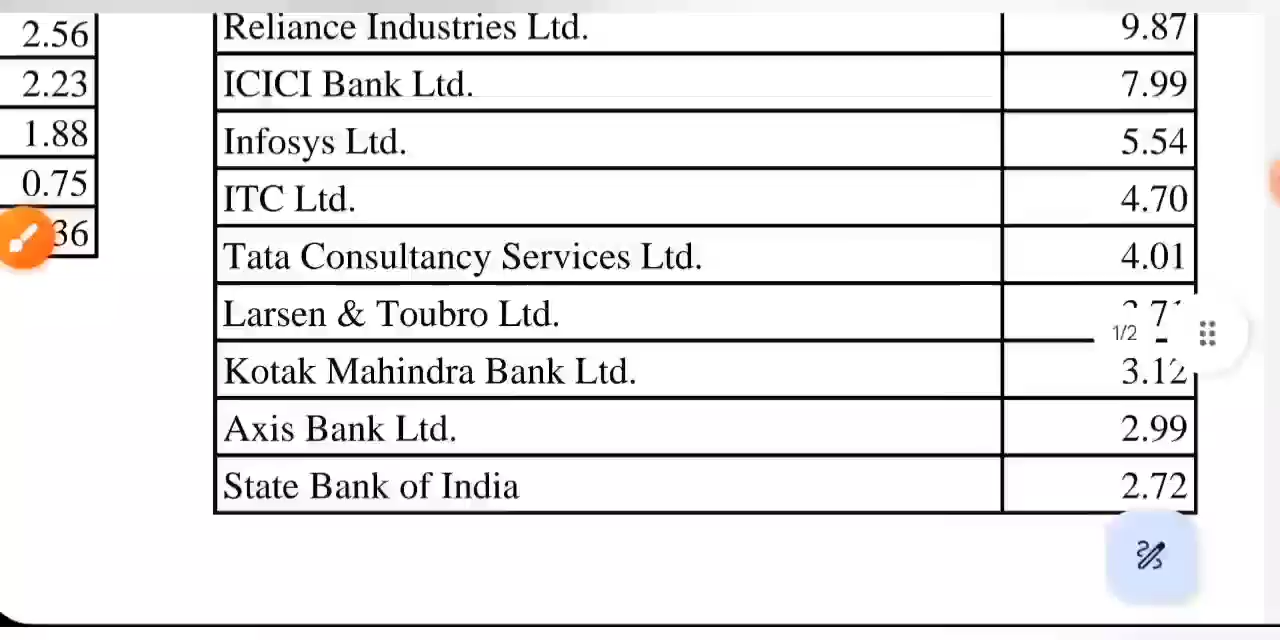 2.56
2.23
1.88
0.75
36
Reliance Industries Ltd. 9.87
ICICI Bank Ltd. 7.99
Infosys Ltd. 5.54
ITC Ltd. 4.70
Tata Consultancy Services Ltd. 4.01
Larsen & Toubro Ltd.
1/2
Kotak Mahindra Bank Ltd. 3.12
Axis Bank Ltd. 2.99
State Bank of India 2.72